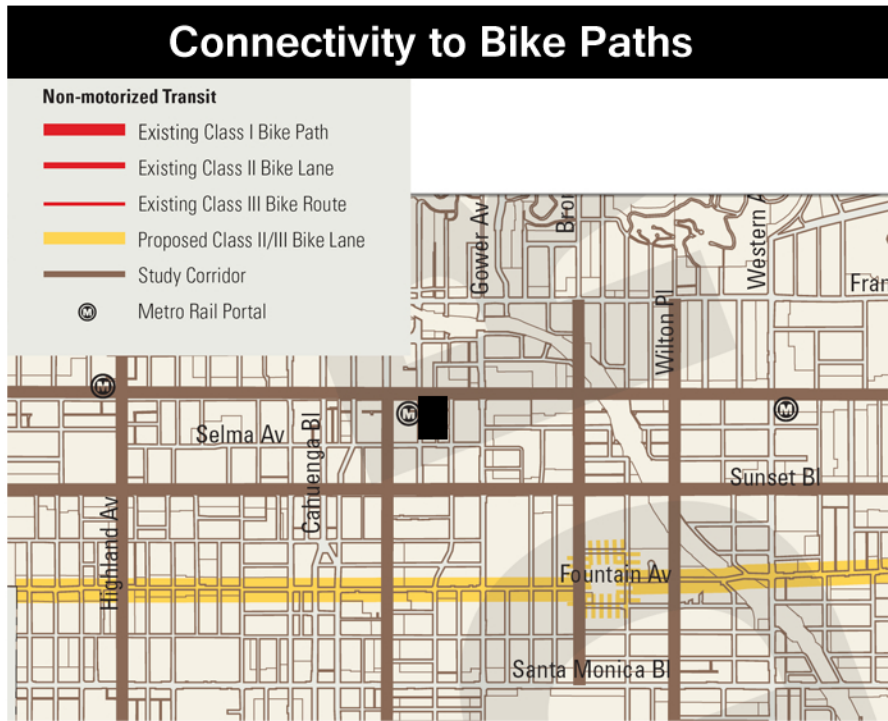 Connectivity to Bike Paths
Non-motorized Transit
Existing Class I Bike Path
Existing Class II Bike Lane
Existing Class III Bike Route
Proposed Class II/III Bike Lane
Study Corridor
M
Metro Rail Portal
Gower Av
Bron
Western A
Fran
Wilton Pl
M
M
M
Selma Av
Cahuenga Bl
Sunset Bl
Highland Av
Fountain Av
Santa Monica Bl